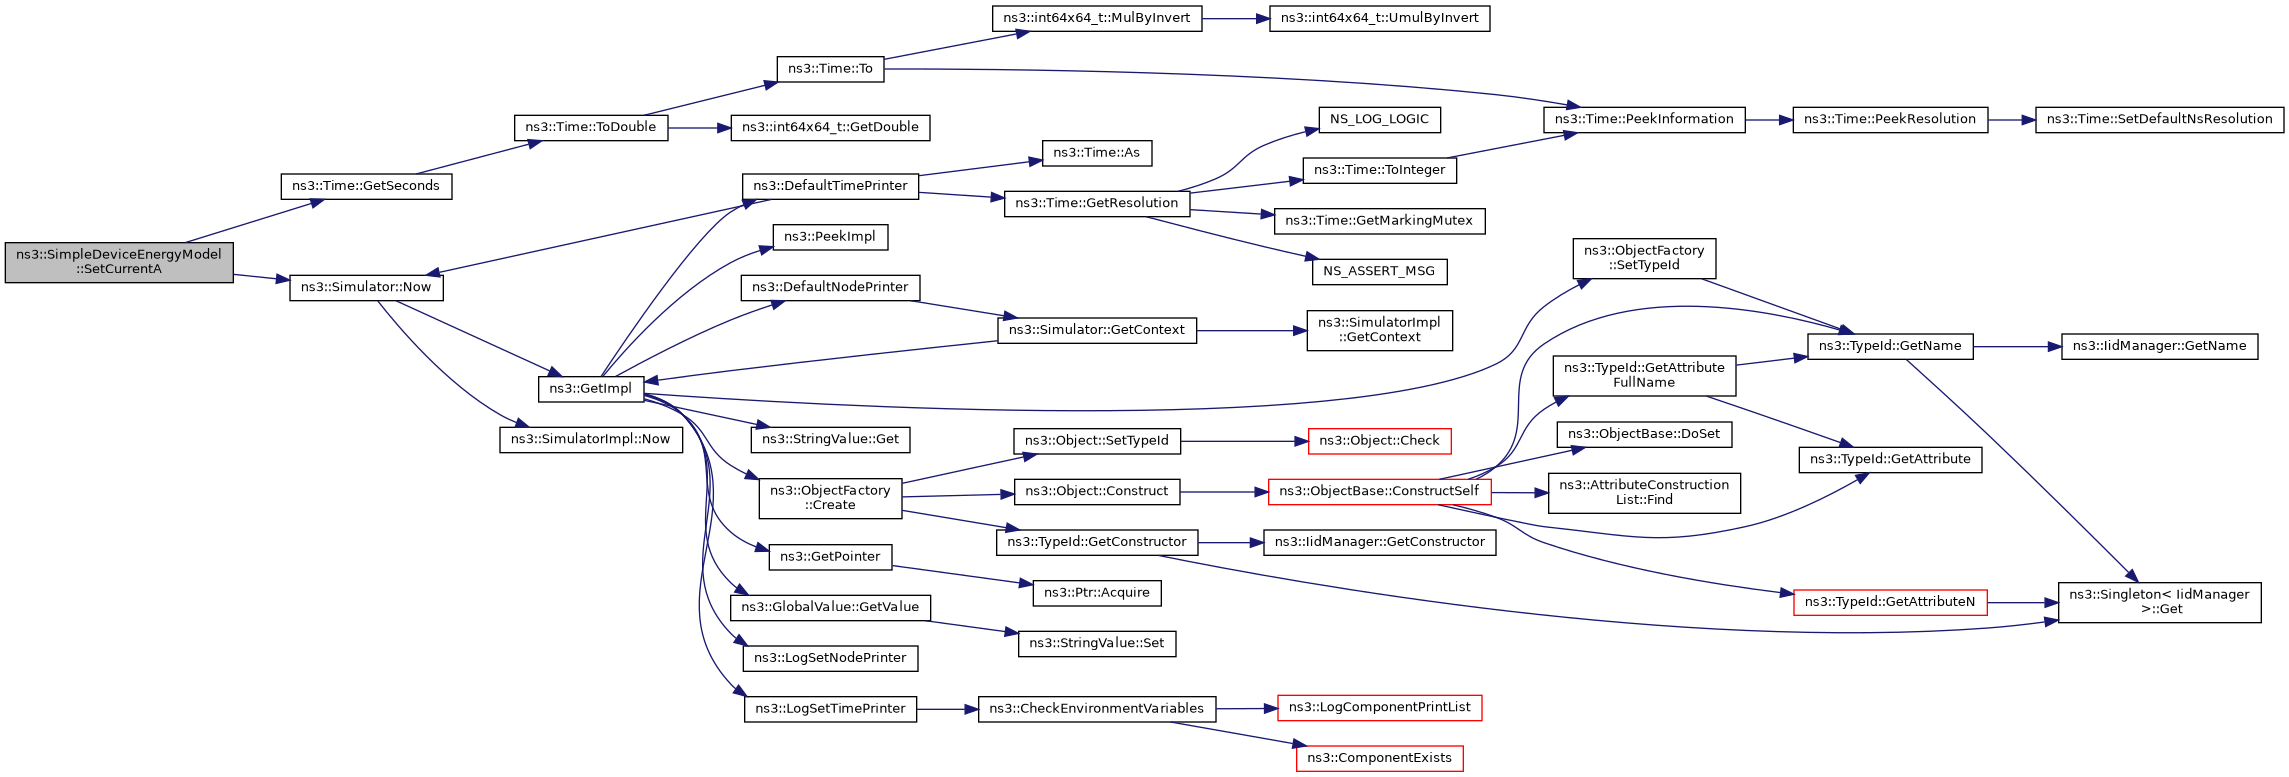 ns3::int64x64_t::MulByInvert
ns3::int64x64_t::UmulByInvert
ns3::Time::To
ns3::Time::ToDouble
ns3::int64x64_t::GetDouble
NS_LOG_LOGIC
ns3::Time::PeekInformation
ns3::Time::PeekResolution
ns3::Time::SetDefaultNsResolution
ns3::Time::As
ns3::Time::ToInteger
ns3::Time::GetSeconds
ns3::DefaultTimePrinter
ns3::Time::GetResolution
ns3::Time::GetMarkingMutex
ns3::PeekImpl
ns3::SimpleDeviceEnergyModel
::SetCurrentA
ns3::ObjectFactory
::SetTypeId
NS_ASSERT_MSG
ns3::Simulator::Now
ns3::DefaultNodePrinter
ns3::Simulator::GetContext
ns3::SimulatorImpl
::GetContext
ns3::TypeId::GetName
ns3::IidManager::GetName
ns3::TypeId::GetAttribute
FullName
ns3::GetImpl
ns3::SimulatorImpl::Now
ns3::StringValue::Get
ns3::Object::SetTypeId
ns3::Object::Check
ns3::ObjectBase::DoSet
ns3::TypeId::GetAttribute
ns3::ObjectFactory
::Create
ns3::Object::Construct
ns3::ObjectBase::ConstructSelf
ns3::AttributeConstruction
List::Find
ns3::TypeId::GetConstructor
ns3::IidManager::GetConstructor
ns3::GetPointer
ns3::Ptr::Acquire
ns3::GlobalValue::GetValue
ns3::TypeId::GetAttributeN
ns3::Singleton< IidManager
>::Get
ns3::StringValue::Set
ns3::LogSetNodePrinter
ns3::LogSetTimePrinter
ns3::CheckEnvironmentVariables
ns3::LogComponentPrintList
ns3::ComponentExists